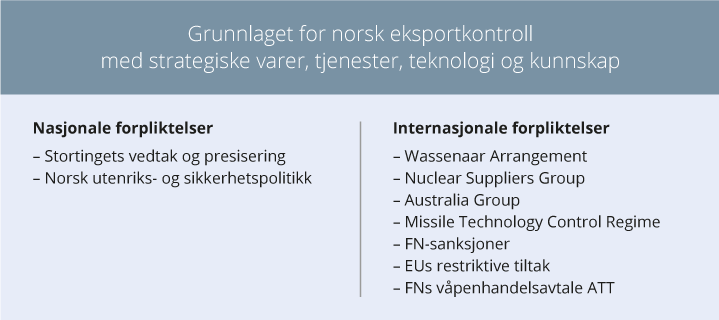 Grunnlaget for norsk eksportkontroll
med strategiske varer, tjenester, teknologi og kunnskap
Nasjonale forpliktelser
– Stortingets vedtak og presisering
– Norsk utenriks- og sikkerhetspolitikk
Internasjonale forpliktelser
– Wassenaar Arrangement
– Nuclear Suppliers Group
– Australia Group
– Missile Technology Control Regime
– FN-sanksjoner
– EUs restriktive tiltak
– FNs våpenhandelsavtale ATT